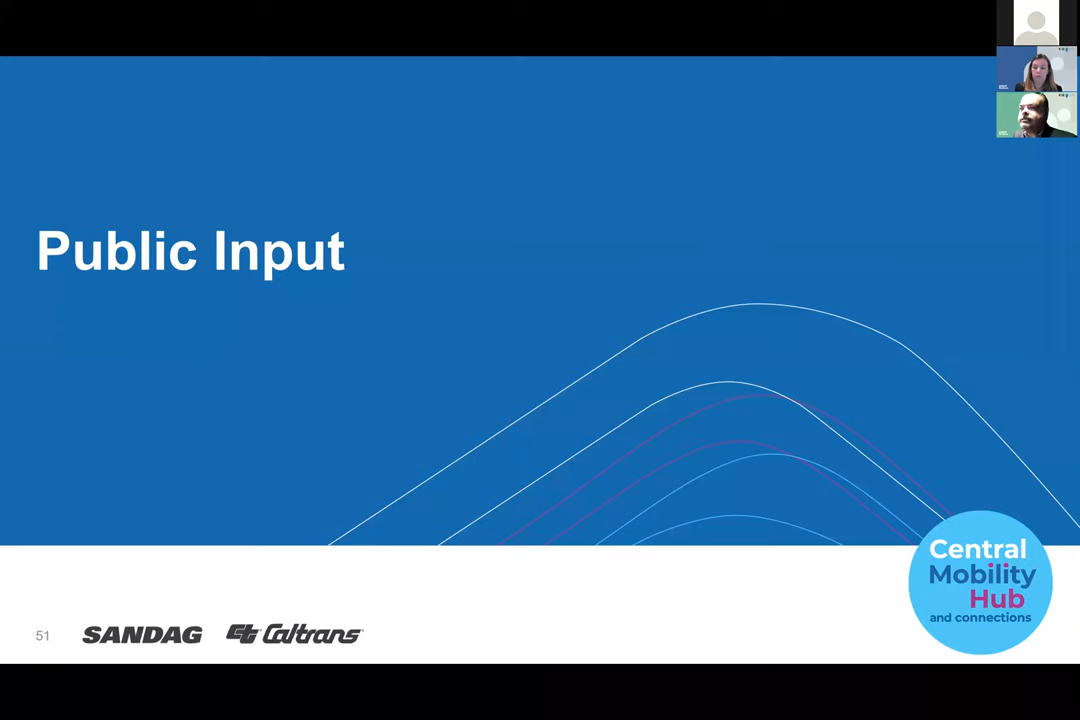 Public Input
Central
Mobility
Hub
and connections
51
SANDAG
Caltrans